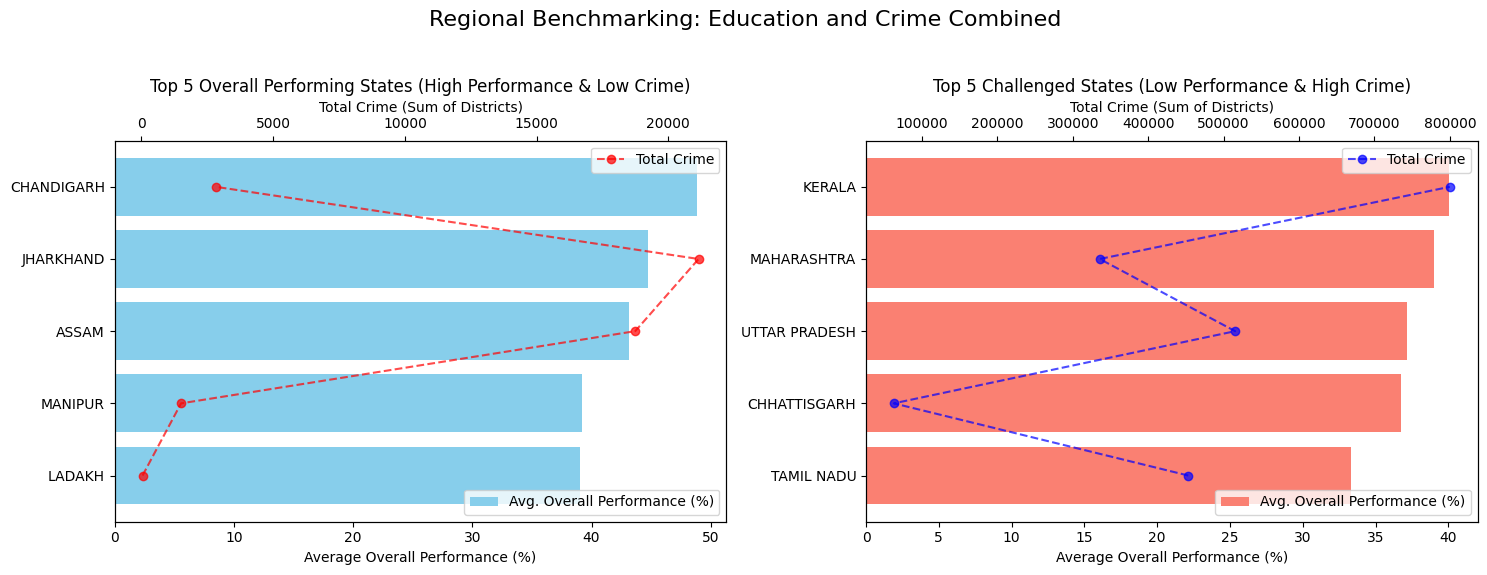 Regional Benchmarking: Education and Crime Combined
Top 5 Overall Performing States (High Performance & Low Crime)
Total Crime (Sum of Districts)
0 5000 10000 15000 20000
Total Crime
CHANDIGARH
JHARKHAND
ASSAM
MANIPUR
LADAKH
Avg. Overall Performance (%)
0 10 20 30 40 50
Average Overall Performance (%)
Top 5 Challenged States (Low Performance & High Crime)
Total Crime (Sum of Districts)
100000 200000 300000 400000 500000 600000 700000 800000
Total Crime
KERALA
MAHARASHTRA
UTTAR PRADESH
CHHATTISGARH
TAMIL NADU
Avg. Overall Performance (%)
0 5 10 15 20 25 30 35 40
Average Overall Performance (%)